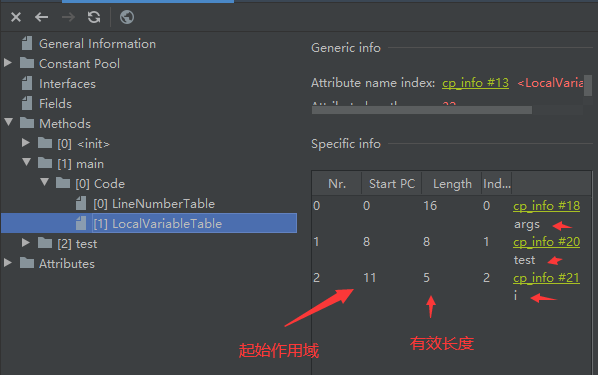 General Information
Constant Pool
Interfaces
Fields
Methods
[0] <init>
[1] main
[0] Code
[0] LineNumberTable
[1] LocalVariableTable
[2] test
Attributes
Generic info
Attribute name index: cp_info #13 <LocalVaria
Specific info
Nr. Start PC Length Ind...
0 0 16 0 cp_info #18
args
1 8 8 1 cp_info #20
test
2 11 5 2 cp_info #21
i
起始作用域
有效长度